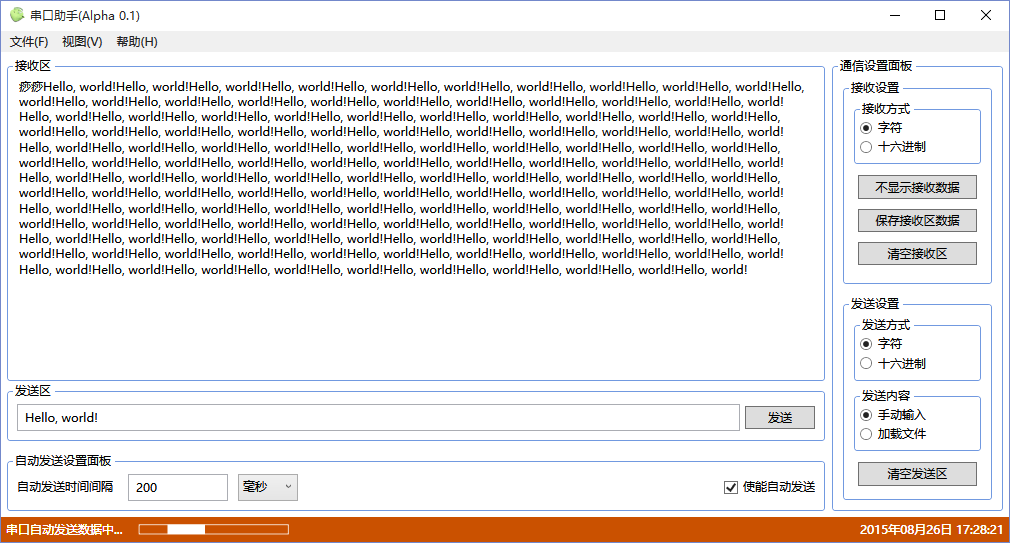 串口助手(Alpha 0.1)
文件(F) 视图(V) 帮助(H)
接收区
痧痧Hello, world!Hello, world!Hello, world!Hello, world!Hello, world!Hello, world!Hello, world!Hello, world!Hello, world!Hello, world!Hello,
world!Hello, world!Hello, world!Hello, world!Hello, world!Hello, world!Hello, world!Hello, world!Hello, world!Hello, world!Hello, world!
Hello, world!Hello, world!Hello, world!Hello, world!Hello, world!Hello, world!Hello, world!Hello, world!Hello, world!Hello, world!Hello,
world!Hello, world!Hello, world!Hello, world!Hello, world!Hello, world!Hello, world!Hello, world!Hello, world!Hello, world!Hello, world!
Hello, world!Hello, world!Hello, world!Hello, world!Hello, world!Hello, world!Hello, world!Hello, world!Hello, world!Hello, world!Hello,
world!Hello, world!Hello, world!Hello, world!Hello, world!Hello, world!Hello, world!Hello, world!Hello, world!Hello, world!Hello, world!
Hello, world!Hello, world!Hello, world!Hello, world!Hello, world!Hello, world!Hello, world!Hello, world!Hello, world!Hello, world!Hello,
world!Hello, world!Hello, world!Hello, world!Hello, world!Hello, world!Hello, world!Hello, world!Hello, world!Hello, world!Hello, world!
Hello, world!Hello, world!Hello, world!Hello, world!Hello, world!Hello, world!Hello, world!Hello, world!Hello, world!Hello, world!Hello,
world!Hello, world!Hello, world!Hello, world!Hello, world!Hello, world!Hello, world!Hello, world!Hello, world!Hello, world!Hello, world!
Hello, world!Hello, world!Hello, world!Hello, world!Hello, world!Hello, world!Hello, world!Hello, world!Hello, world!Hello, world!Hello,
world!Hello, world!Hello, world!Hello, world!Hello, world!Hello, world!Hello, world!Hello, world!Hello, world!Hello, world!Hello, world!
Hello, world!Hello, world!Hello, world!Hello, world!Hello, world!Hello, world!Hello, world!Hello, world!Hello, world!Hello, world!
发送区
Hello, world!
发送
自动发送设置面板
自动发送时间间隔 200 毫秒 使能自动发送
通信设置面板
接收设置
接收方式
字符
十六进制
不显示接收数据
保存接收区数据
清空接收区
发送设置
发送方式
字符
十六进制
发送内容
手动输入
加载文件
清空发送区
串口自动发送数据中... 2015年08月26日 17:28:21